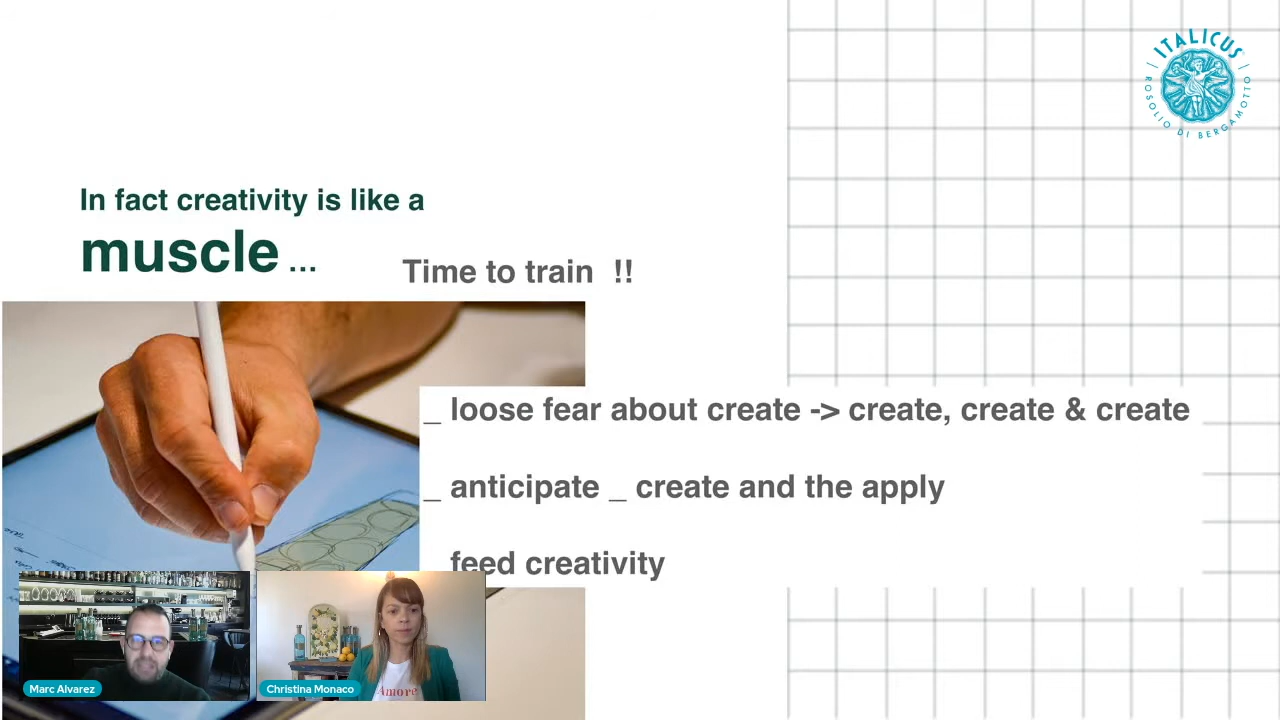 ITALICUS
ROSOLIO DI BERGAMOTTO
In fact creativity is like a
muscle ...
Time to train !!
_ loose fear about create -> create, create & create
_ anticipate _ create and the apply
feed creativity
Amore
Marc Alvarez
Christina Monaco